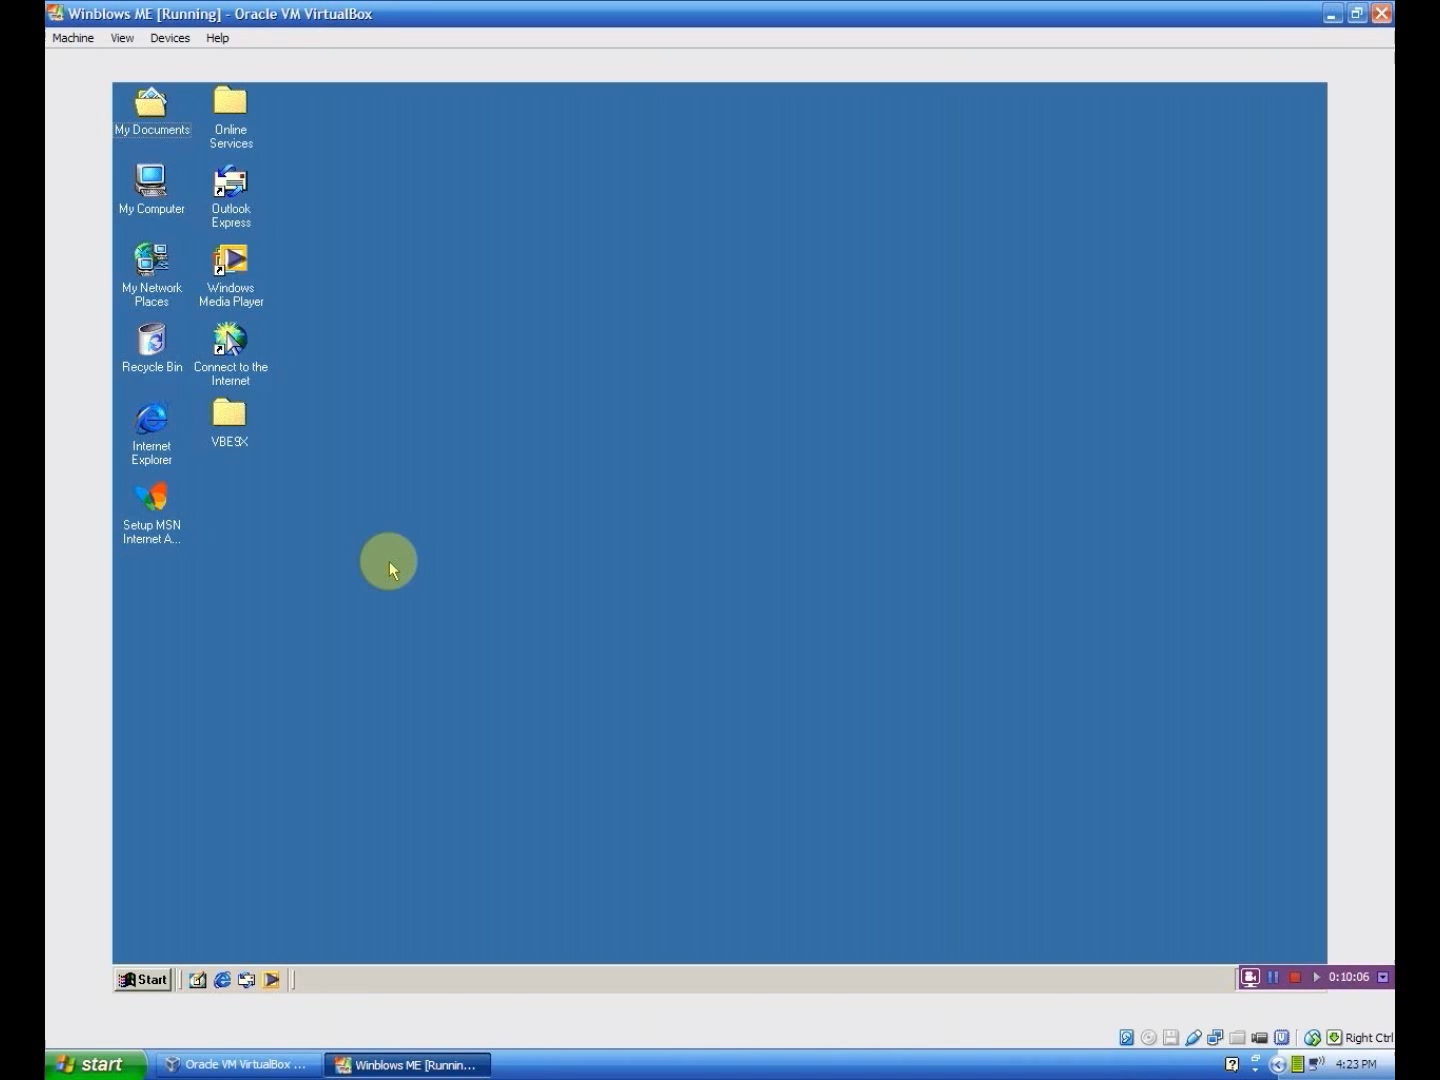 Winblows ME [Running] - Oracle VM VirtualBox
Machine View Devices Help
My Documents
Online
Services
My Computer
Outlook
Express
My Network
Places
Windows
Media Player
Recycle Bin
Connect to the
Internet
Internet
Explorer
VBE9X
Setup MSN
Internet A...
Start
0:10:06
Right Ctrl
start
Oracle VM VirtualBox ...
Winblows ME [Runnin...
4:23 PM